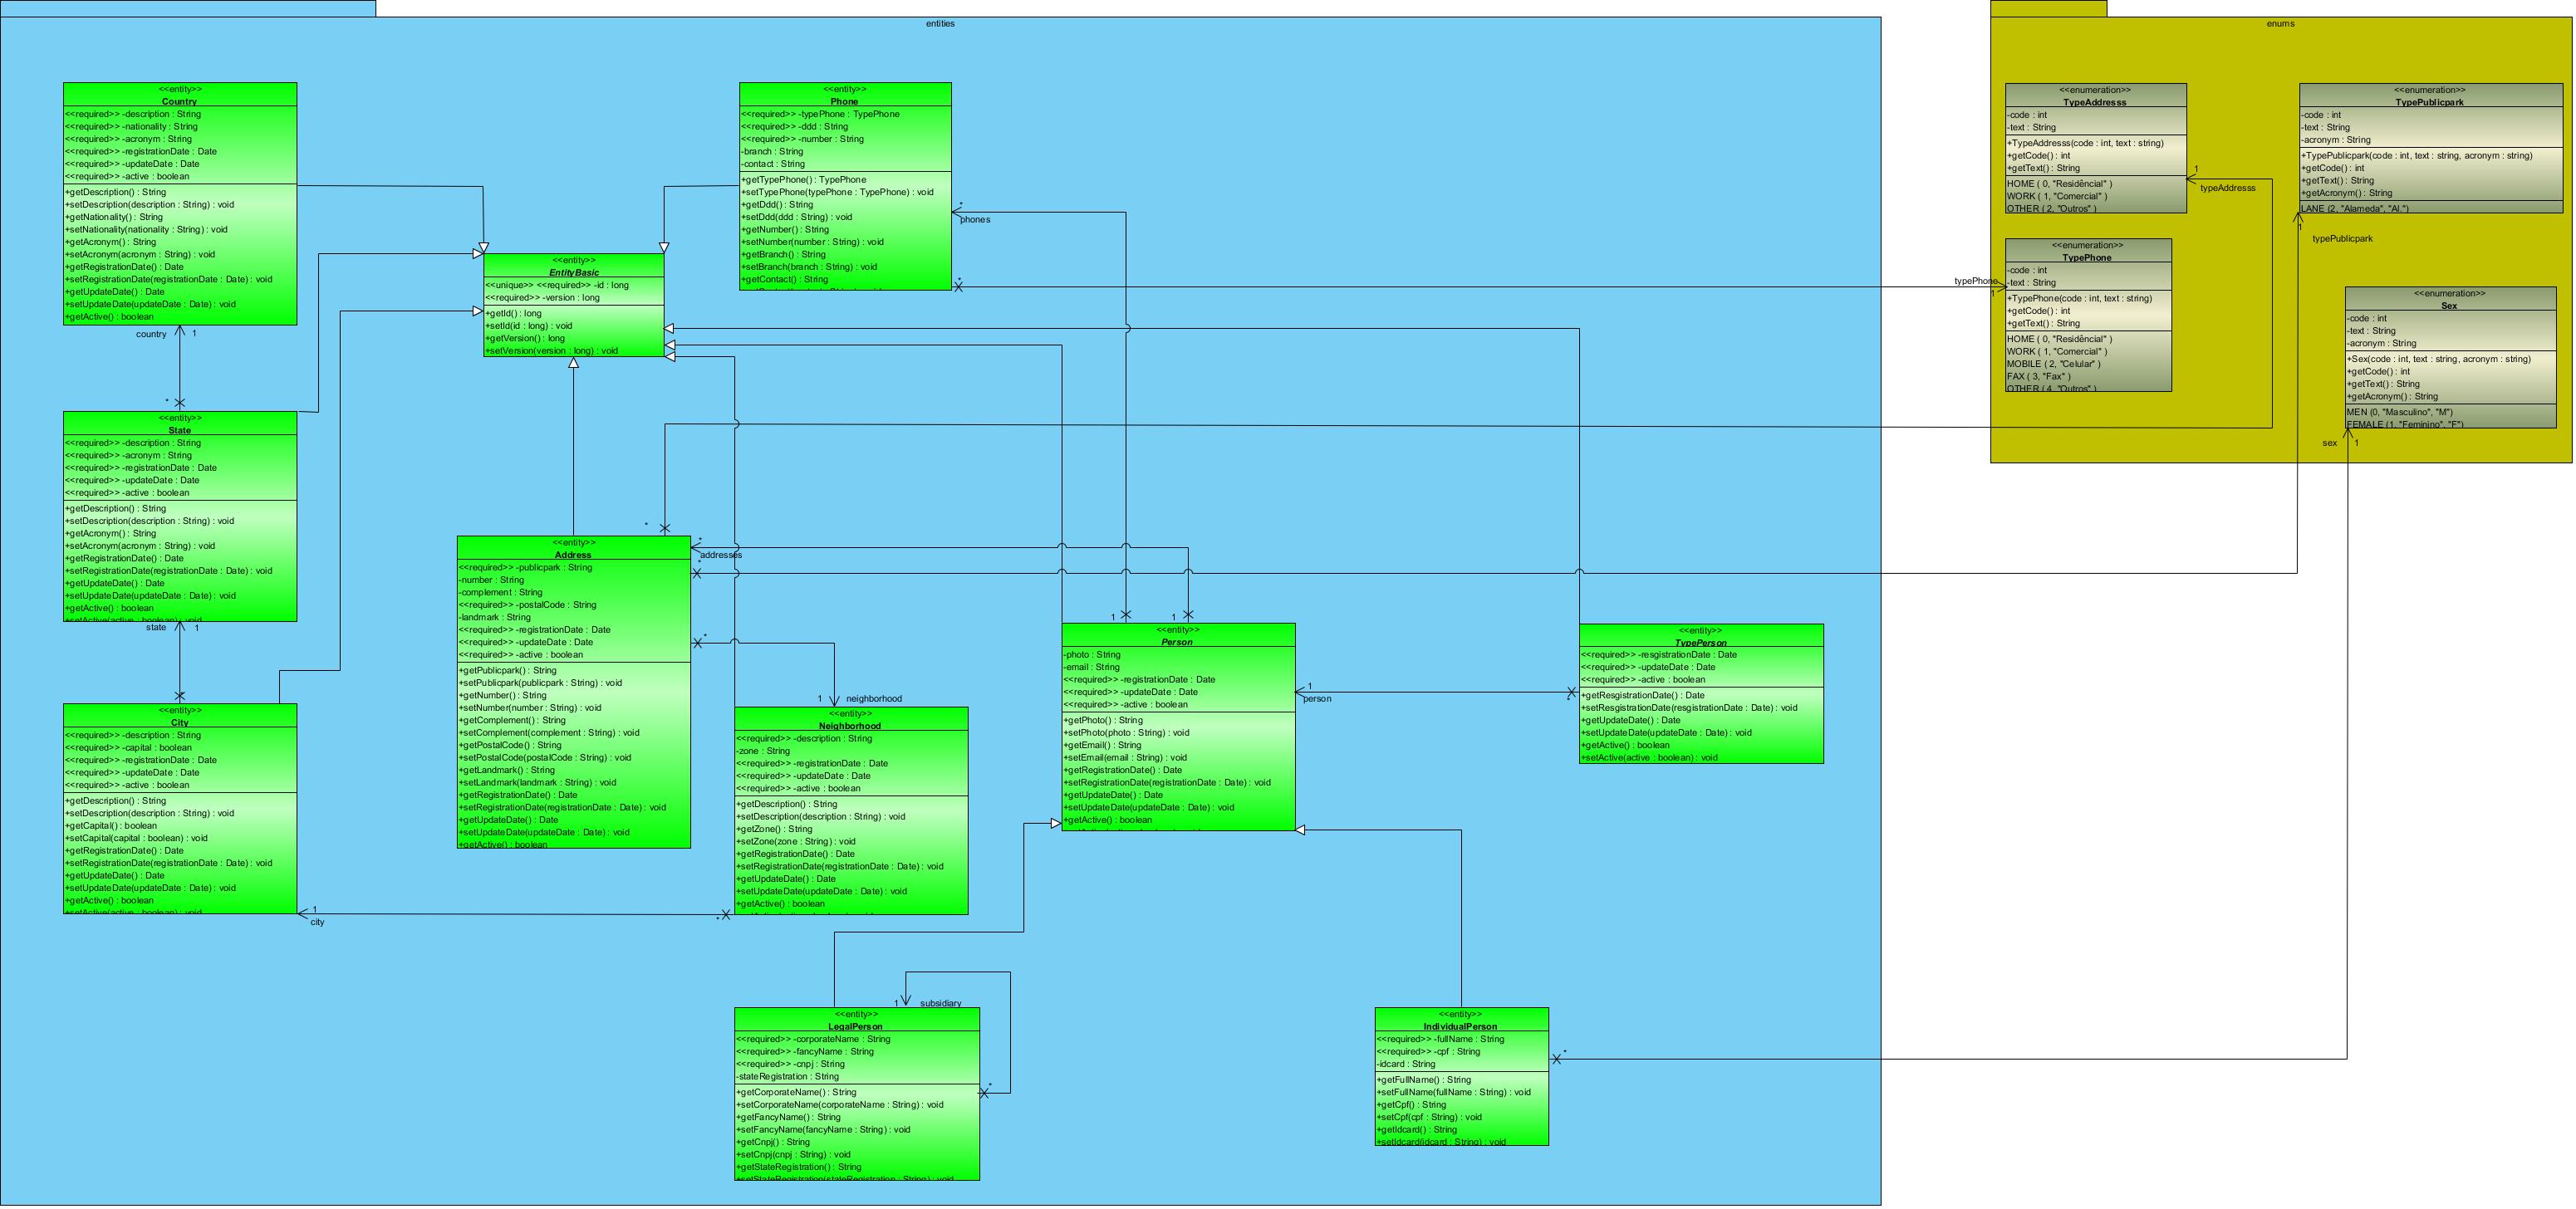 entities
<<entity>>
Country
<<required>> -description : String
<<required>> -nationality : String
<<required>> -acronym : String
<<required>> -registrationDate : Date
<<required>> -updateDate : Date
<<required>> -active : boolean
+getDescription() : String
+setDescription(description : String) : void
+getNationality() : String
+setNationality(nationality : String) : void
+getAcronym() : String
+setAcronym(acronym : String) : void
+getRegistrationDate() : Date
+setRegistrationDate(registrationDate : Date) : void
+getUpdateDate() : Date
+setUpdateDate(updateDate : Date) : void
+getActive() : boolean
country
1
*
<<entity>>
State
<<required>> -description : String
<<required>> -acronym : String
<<required>> -registrationDate : Date
<<required>> -updateDate : Date
<<required>> -active : boolean
+getDescription() : String
+setDescription(description : String) : void
+getAcronym() : String
+setAcronym(acronym : String) : void
+getRegistrationDate() : Date
+setRegistrationDate(registrationDate : Date) : void
+getUpdateDate() : Date
+setUpdateDate(updateDate : Date) : void
+getActive() : boolean
+setActive(active : boolean) : void
state
1
*
<<entity>>
City
<<required>> -description : String
<<required>> -capital : boolean
<<required>> -registrationDate : Date
<<required>> -updateDate : Date
<<required>> -active : boolean
+getDescription() : String
+setDescription(description : String) : void
+getCapital() : boolean
+setCapital(capital : boolean) : void
+getRegistrationDate() : Date
+setRegistrationDate(registrationDate : Date) : void
+getUpdateDate() : Date
+setUpdateDate(updateDate : Date) : void
+getActive() : boolean
+setActive(active : boolean) : void
1
city
*
<<entity>>
Phone
<<required>> -typePhone : TypePhone
<<required>> -ddd : String
<<required>> -number : String
-branch : String
-contact : String
+getTypePhone() : TypePhone
+setTypePhone(typePhone : TypePhone) : void
+getDdd() : String
+setDdd(ddd : String) : void
+getNumber() : String
+setNumber(number : String) : void
+getBranch() : String
+setBranch(branch : String) : void
+getContact() : String
*
phones
*
typePhone
1
<<entity>>
EntityBasic
<<unique>> <<required>> -id : long
<<required>> -version : long
+getId() : long
+setId(id : long) : void
+getVersion() : long
+setVersion(version : long) : void
*
<<entity>>
Address
<<required>> -publicpark : String
-number : String
-complement : String
<<required>> -postalCode : String
-landmark : String
<<required>> -registrationDate : Date
<<required>> -updateDate : Date
<<required>> -active : boolean
+getPublicpark() : String
+setPublicpark(publicpark : String) : void
+getNumber() : String
+setNumber(number : String) : void
+getComplement() : String
+setComplement(complement : String) : void
+getPostalCode() : String
+setPostalCode(postalCode : String) : void
+getLandmark() : String
+setLandmark(landmark : String) : void
+getRegistrationDate() : Date
+setRegistrationDate(registrationDate : Date) : void
+getUpdateDate() : Date
+setUpdateDate(updateDate : Date) : void
+getActive() : boolean
*
addresses
*
*
1
neighborhood
<<entity>>
Neighborhood
<<required>> -description : String
-zone : String
<<required>> -registrationDate : Date
<<required>> -updateDate : Date
<<required>> -active : boolean
+getDescription() : String
+setDescription(description : String) : void
+getZone() : String
+setZone(zone : String) : void
+getRegistrationDate() : Date
+setRegistrationDate(registrationDate : Date) : void
+getUpdateDate() : Date
+setUpdateDate(updateDate : Date) : void
+getActive() : boolean
1
1
<<entity>>
Person
-photo : String
-email : String
<<required>> -registrationDate : Date
<<required>> -updateDate : Date
<<required>> -active : boolean
+getPhoto() : String
+setPhoto(photo : String) : void
+getEmail() : String
+setEmail(email : String) : void
+getRegistrationDate() : Date
+setRegistrationDate(registrationDate : Date) : void
+getUpdateDate() : Date
+setUpdateDate(updateDate : Date) : void
+getActive() : boolean
1
person
*
<<entity>>
TypePerson
<<required>> -resgistrationDate : Date
<<required>> -updateDate : Date
<<required>> -active : boolean
+getResgistrationDate() : Date
+setResgistrationDate(resgistrationDate : Date) : void
+getUpdateDate() : Date
+setUpdateDate(updateDate : Date) : void
+getActive() : boolean
+setActive(active : boolean) : void
1
subsidiary
<<entity>>
LegalPerson
<<required>> -corporateName : String
<<required>> -fancyName : String
<<required>> -cnpj : String
-stateRegistration : String
+getCorporateName() : String
+setCorporateName(corporateName : String) : void
+getFancyName() : String
+setFancyName(fancyName : String) : void
+getCnpj() : String
+setCnpj(cnpj : String) : void
+getStateRegistration() : String
+setStateRegistration(stateRegistration : String) : void
*
<<entity>>
IndividualPerson
<<required>> -fullName : String
<<required>> -cpf : String
-idcard : String
+getFullName() : String
+setFullName(fullName : String) : void
+getCpf() : String
+setCpf(cpf : String) : void
+getIdcard() : String
+setIdcard(idcard : String) : void
*
enums
<<enumeration>>
TypeAddresss
-code : int
-text : String
+TypeAddresss(code : int, text : string)
+getCode() : int
+getText() : String
HOME ( 0, "Residêncial" )
WORK ( 1, "Comercial" )
OTHER ( 2, "Outros" )
1
typeAddresss
<<enumeration>>
TypePublicpark
-code : int
-text : String
-acronym : String
+TypePublicpark(code : int, text : string, acronym : string)
+getCode() : int
+getText() : String
+getAcronym() : String
LANE (2, "Alameda", "Al.")
1
typePublicpark
<<enumeration>>
TypePhone
-code : int
-text : String
+TypePhone(code : int, text : string)
+getCode() : int
+getText() : String
HOME ( 0, "Residêncial" )
WORK ( 1, "Comercial" )
MOBILE ( 2, "Celular" )
FAX ( 3, "Fax" )
OTHER ( 4, "Outros" )
<<enumeration>>
Sex
-code : int
-text : String
-acronym : String
+Sex(code : int, text : string, acronym : string)
+getCode() : int
+getText() : String
+getAcronym() : String
MEN (0, "Masculino", "M")
FEMALE (1, "Feminino", "F")
sex
1